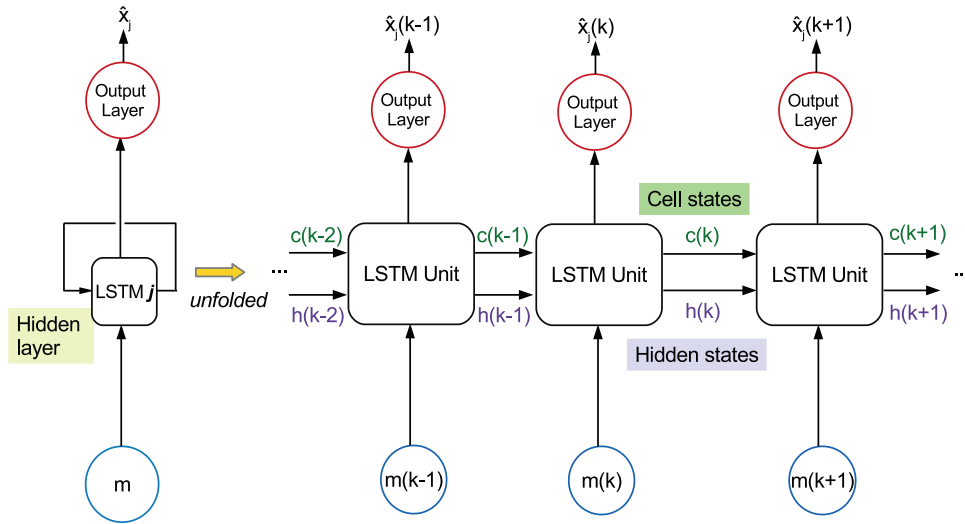 x̂ⱼ
x̂ⱼ(k-1)
x̂ⱼ(k)
x̂ⱼ(k+1)
Output
Layer
Output
Layer
Output
Layer
Output
Layer
Cell states
c(k-2)
c(k-1)
c(k)
c(k+1)
LSTM j
unfolded
...
LSTM Unit
LSTM Unit
LSTM Unit
..
h(k-2)
h(k-1)
h(k)
h(k+1)
Hidden
layer
Hidden states
m
m(k-1)
m(k)
m(k+1)